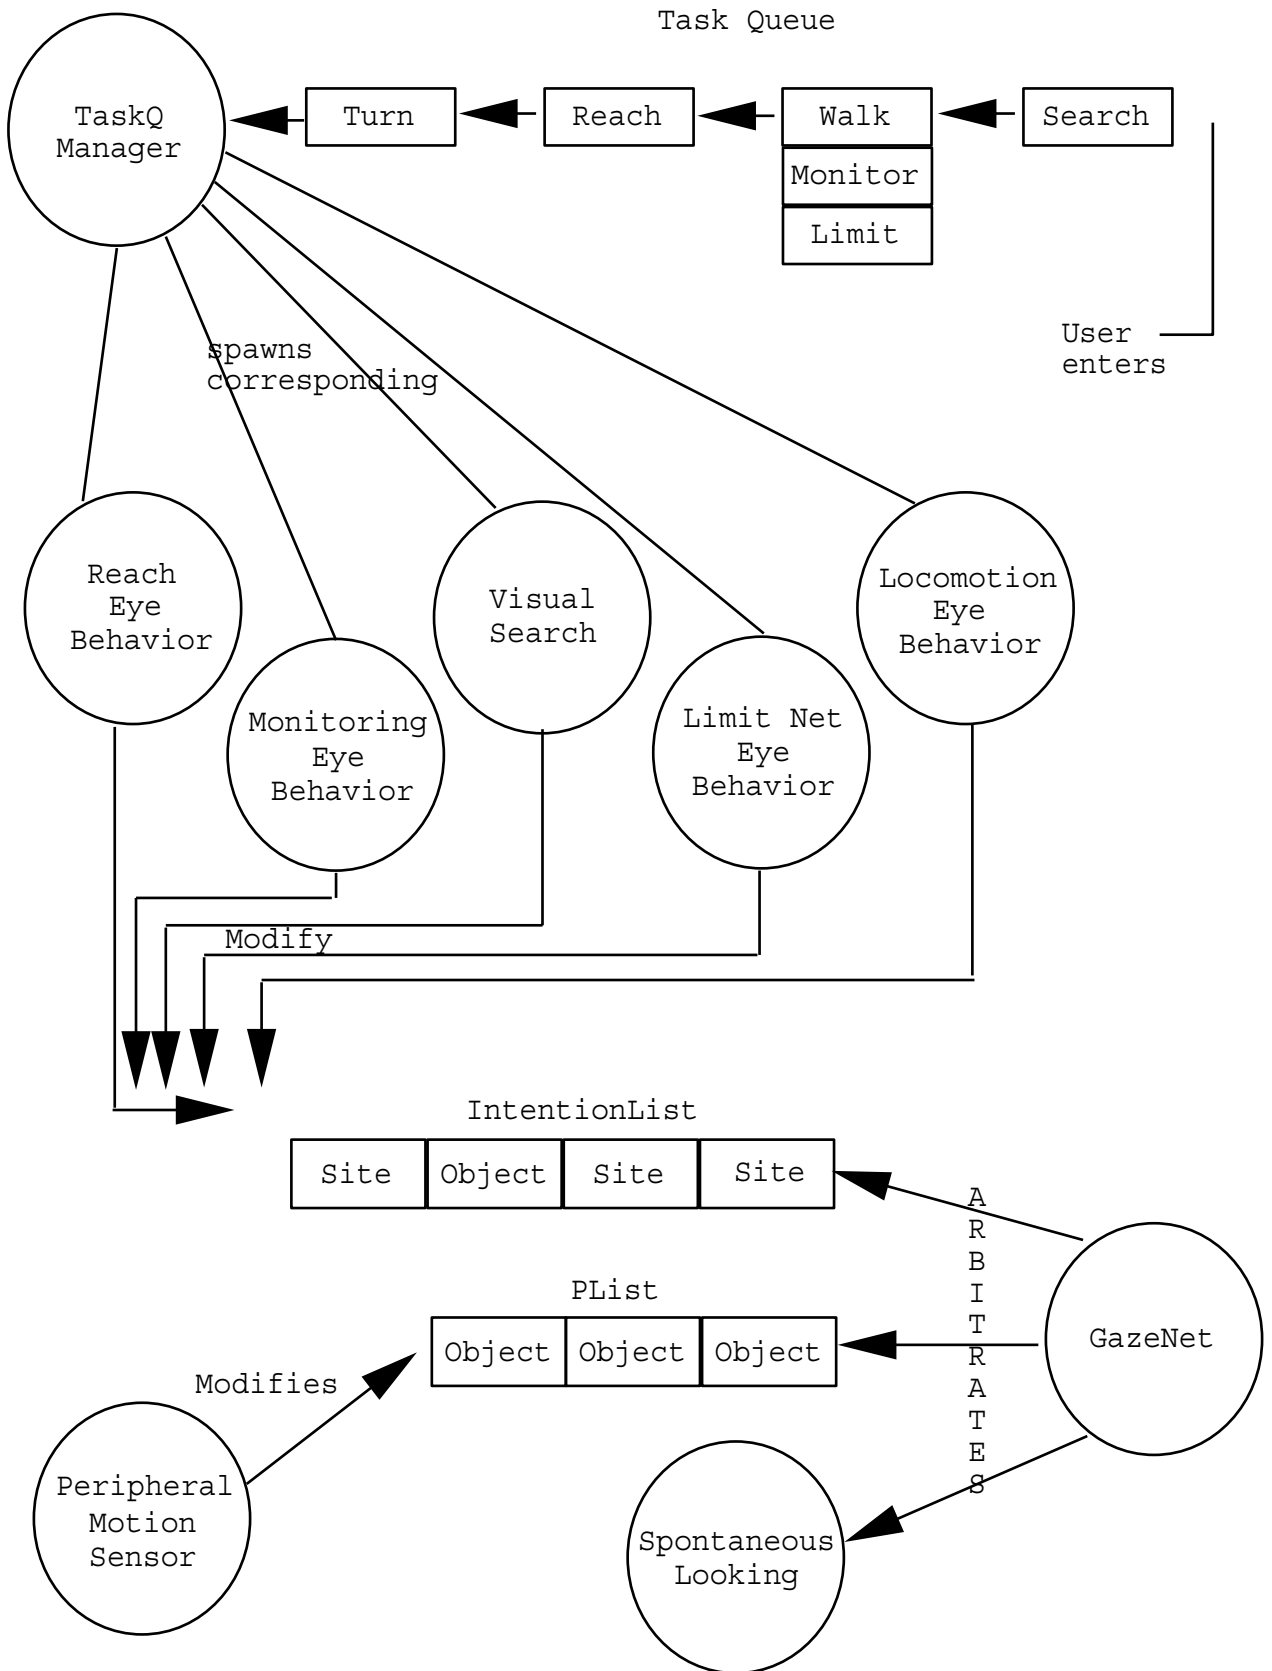 Task Queue
TaskQ
Manager
Turn
Reach
Walk
Search
Monitor
Limit
User
enters
spawns
corresponding
Reach
Eye
Behavior
Monitoring
Eye
Behavior
Visual
Search
Limit Net
Eye
Behavior
Locomotion
Eye
Behavior
Modify
IntentionList
Site
Object
Site
Site
ARBITRATES
PList
Object
Object
Object
GazeNet
Modifies
Peripheral
Motion
Sensor
Spontaneous
Looking